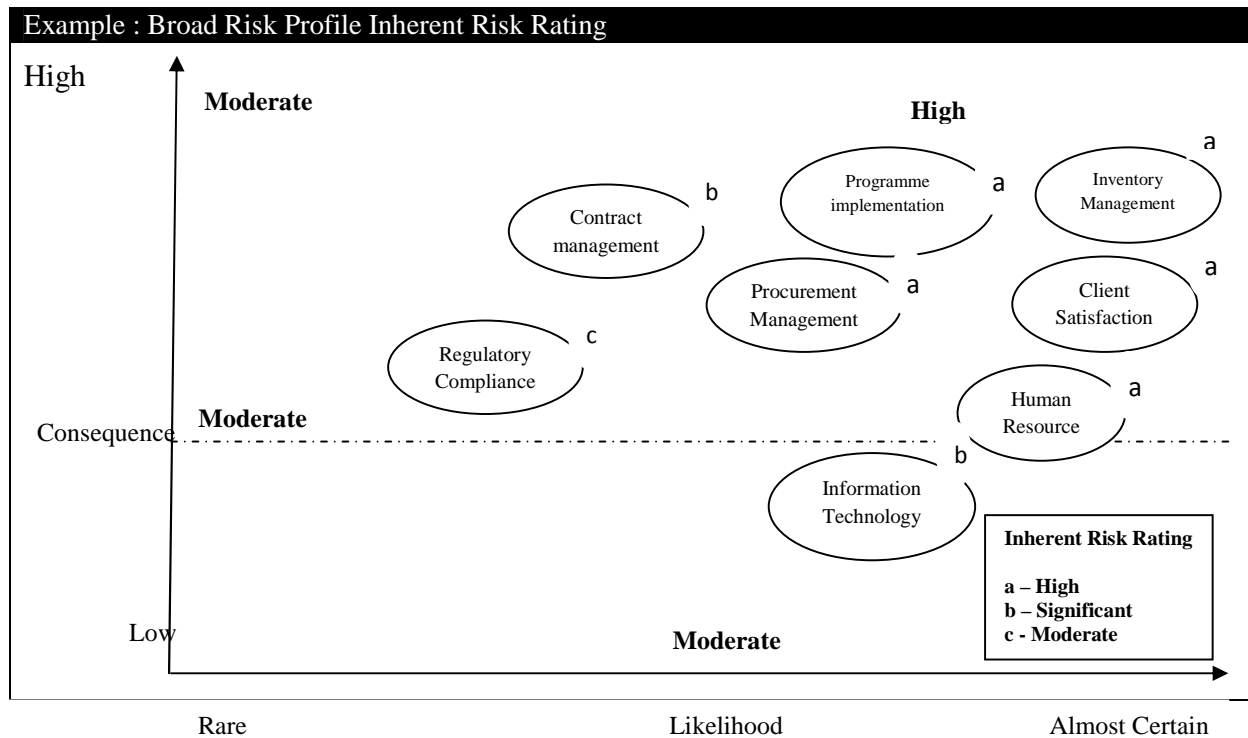 Example : Broad Risk Profile Inherent Risk Rating
High
Moderate
High
a
Programme
implementation
a
Inventory
Management
b
Contract
management
a
Procurement
Management
a
Client
Satisfaction
c
Regulatory
Compliance
a
Human
Resource
Moderate
Consequence
b
Information
Technology
Inherent Risk Rating
a – High
b – Significant
c - Moderate
Low
Moderate
Rare
Likelihood
Almost Certain